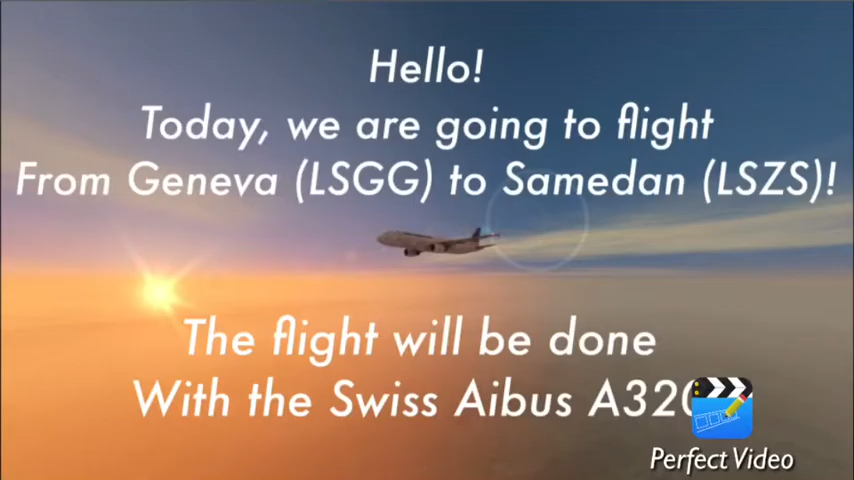 Hello!
Today, we are going to flight
From Geneva (LSGG) to Samedan (LSZS)!
The flight will be done
With the Swiss Aibus A320
Perfect Video